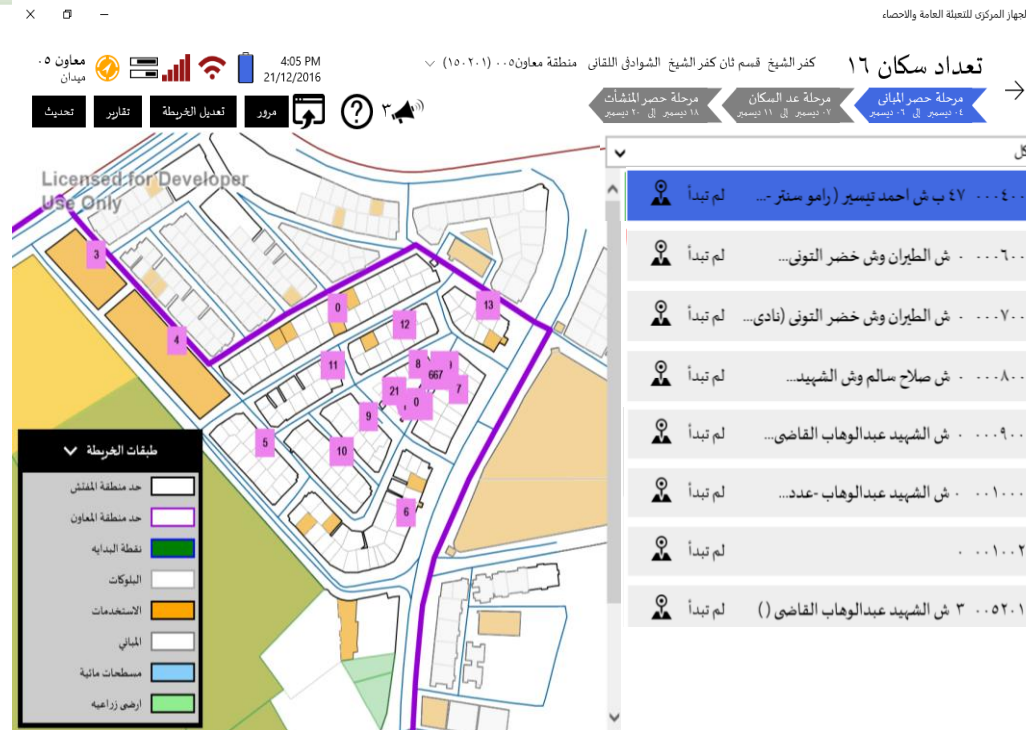 لجهاز المركزى للتعبئة العامة والاحصاء
تعداد سكان ١٦
كفر الشيخ قسم ثان كفر الشيخ الشوادفى اللقانى منطقة معاون٠٠٥ (١٥٠٢٠١)
4:05 PM
21/12/2016
معاون ٠٥
ميدان
مرحلة حصر المبانى
٠٤ ديسمبر إلى ٠٦ ديسمبر
مرحلة عد السكان
٠٧ ديسمبر إلى ١١ ديسمبر
مرحلة حصر المنشآت
١٨ ديسمبر إلى ٢٠ ديسمبر
٣
مرور
تعديل الخريطة
تقارير
تحديث
كل
٠٠٠٤٠٠ ٤٧ ب ش احمد تيسير ( رامو سنتر -... لم تبدأ
٠٠٠٦٠٠ ٠ ش الطيران وش خضر التونى... لم تبدأ
٠٠٠٧٠٠ ٠ ش الطيران وش خضر التونى (نادى... لم تبدأ
٠٠٠٨٠٠ ٠ ش صلاح سالم وش الشهيد... لم تبدأ
٠٠٠٩٠٠ ٠ ش الشهيد عبدالوهاب القاضى... لم تبدأ
٠٠١٠٠٠ ٠ ش الشهيد عبدالوهاب -عدد... لم تبدأ
٠٠١٠٠٢ ٠ لم تبدأ
٠٠٥٢٠١ ٣ ش الشهيد عبدالوهاب القاضى () لم تبدأ
Licensed for Developer
Use Only
3
4
0
13
12
11
8
667
7
21
0
9
5
10
6
طبقات الخريطة
حد منطقة المفتش
حد منطقة المعاون
نقطة البدايه
البلوكات
الاستخدمات
المباني
مسطحات مائية
ارضى زراعيه